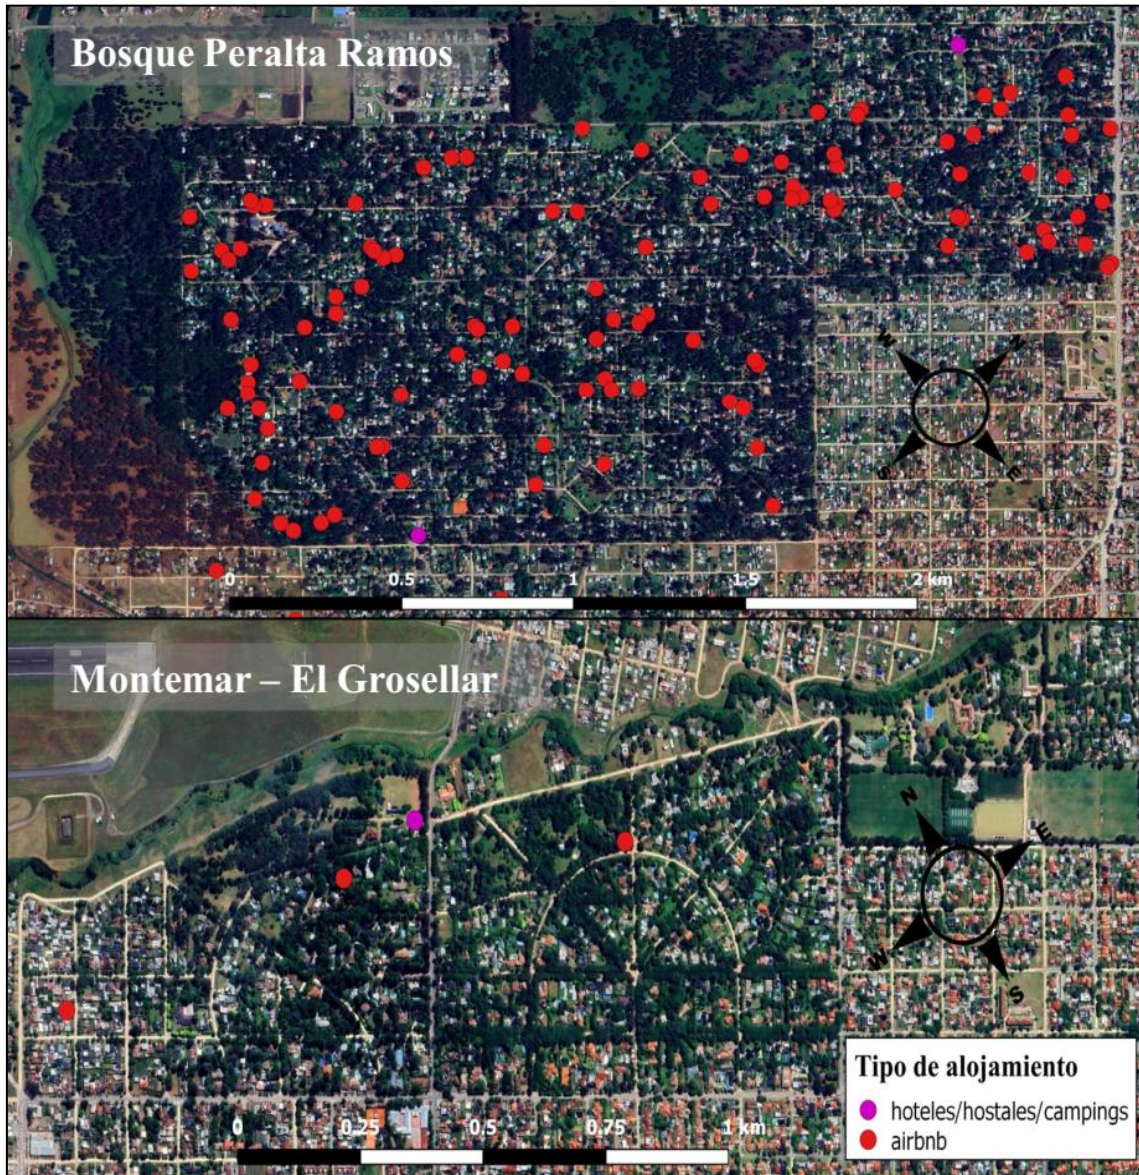 Bosque Peralta Ramos
W
N
S
E
0
0.5
1
1.5
2 km
Montemar – El Grosellar
N
E
W
S
Tipo de alojamiento
hoteles/hostales/campings
airbnb
0
0.25
0.5
0.75
1 km